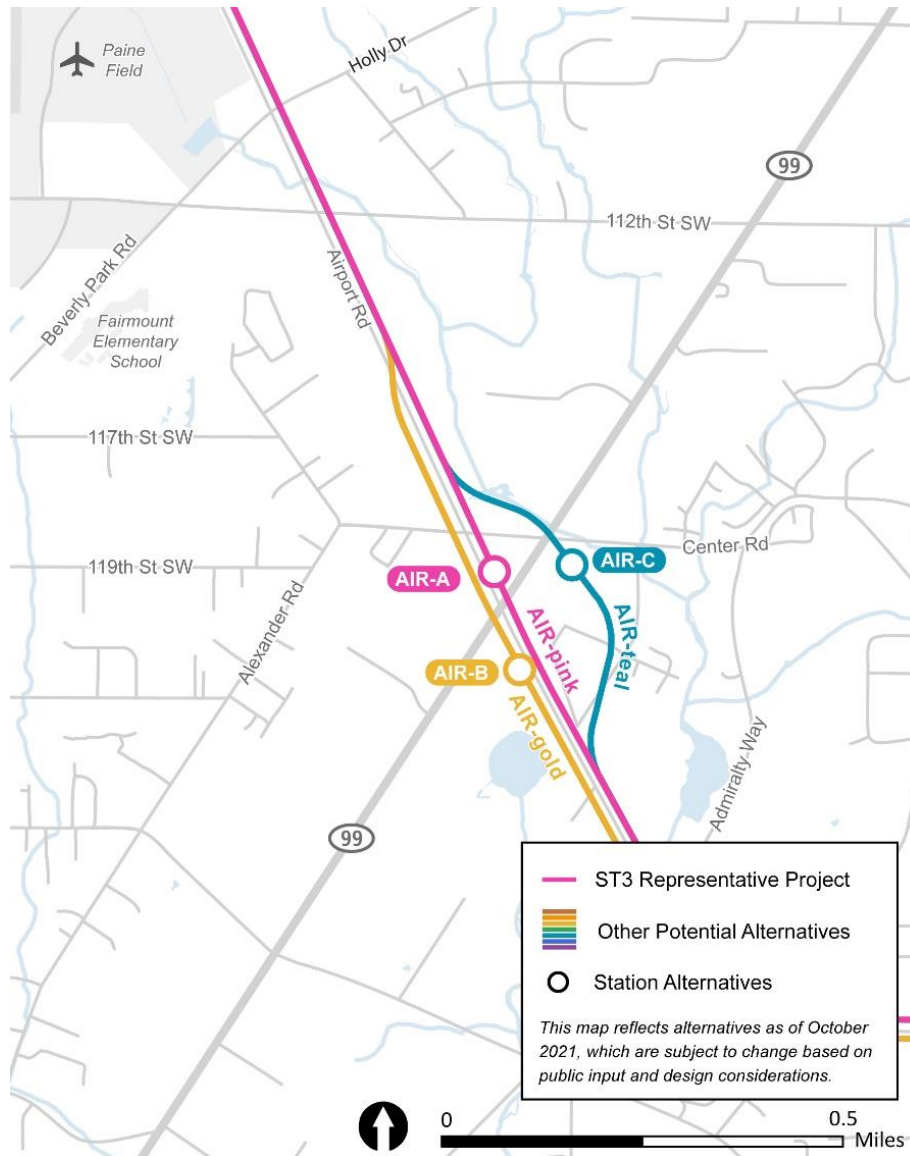 Paine
Field
Holly Dr
99
112th St SW
Airport Rd
Beverly Park Rd
Fairmount
Elementary
School
117th St SW
Center Rd
119th St SW
AIR-A
AIR-C
AIR-pink
AIR-teal
Alexander Rd
AIR-B
AIR-gold
Admiralty Way
99
ST3 Representative Project
Other Potential Alternatives
Station Alternatives
This map reflects alternatives as of October
2021, which are subject to change based on
public input and design considerations.
0
0.5
Miles